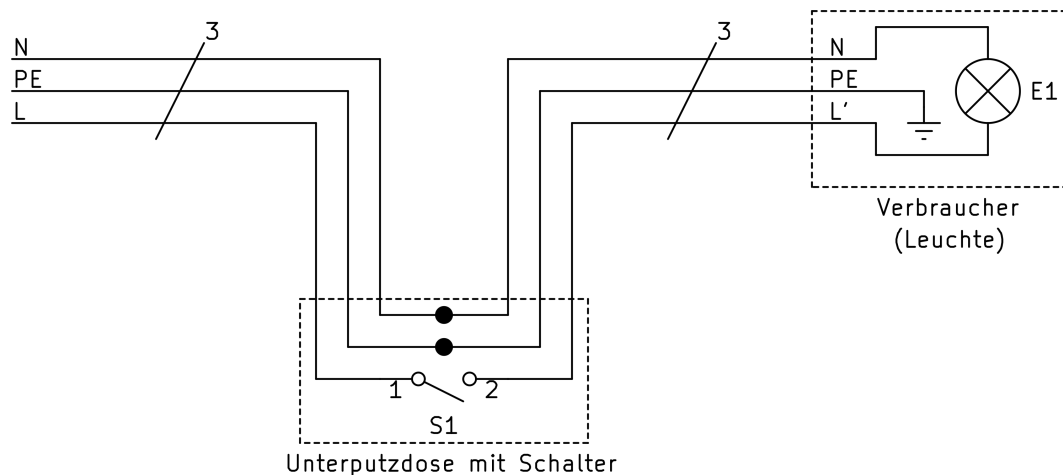 3
3
N
PE
L
N
PE
L'
E1
Verbraucher
(Leuchte)
1
2
S1
Unterputzdose mit Schalter